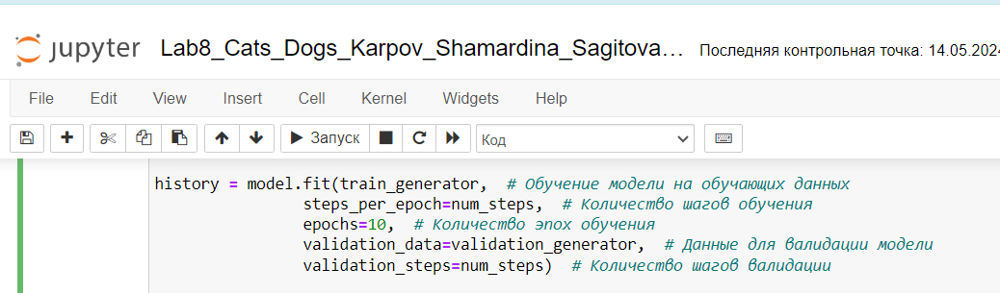 jupyter Lab8_Cats_Dogs_Karpov_Shamardina_Sagitova... Последняя контрольная точка: 14.05.2024
File Edit View Insert Cell Kernel Widgets Help
Запуск Код
history = model.fit(train_generator, # Обучение модели на обучающих данных
steps_per_epoch=num_steps, # Количество шагов обучения
epochs=10, # Количество эпох обучения
validation_data=validation_generator, # Данные для валидации модели
validation_steps=num_steps) # Количество шагов валидации